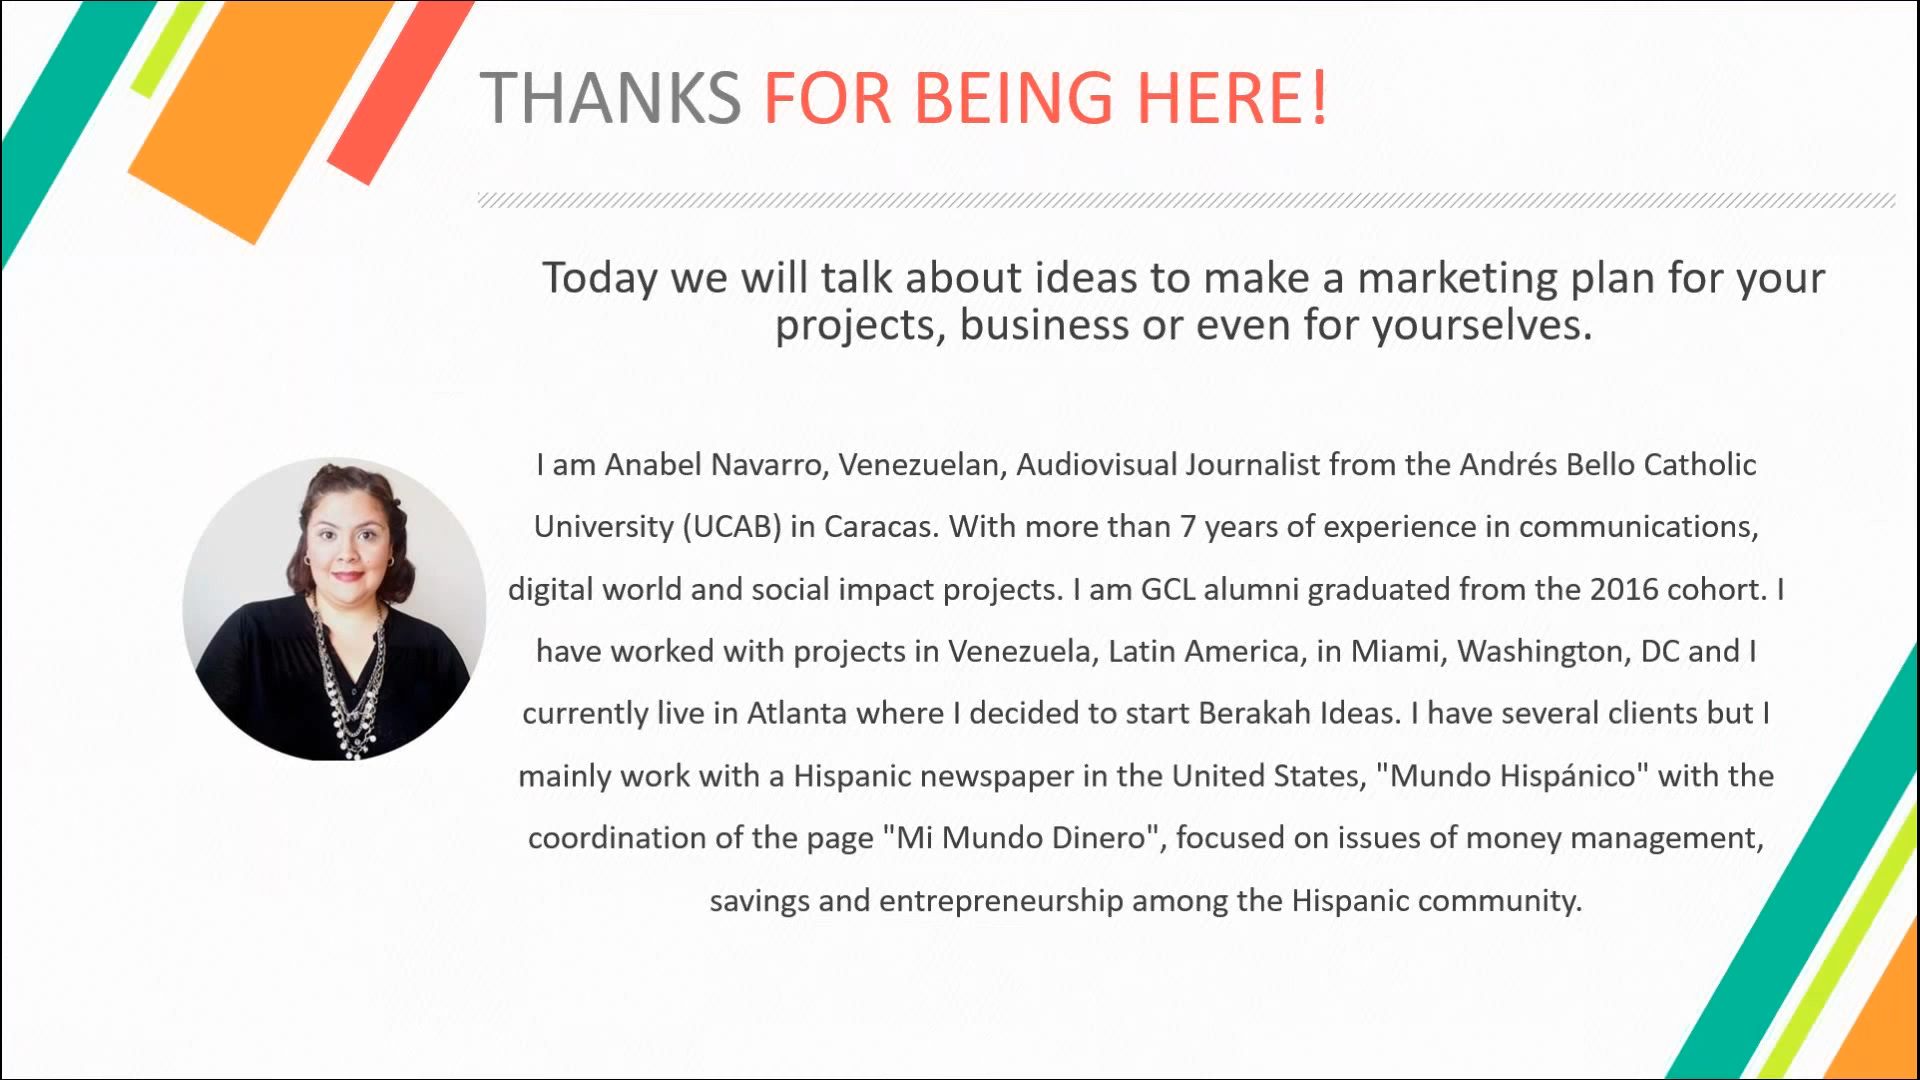 THANKS FOR BEING HERE!
Today we will talk about ideas to make a marketing plan for your
projects, business or even for yourselves.
I am Anabel Navarro, Venezuelan, Audiovisual Journalist from the Andrés Bello Catholic
University (UCAB) in Caracas. With more than 7 years of experience in communications,
digital world and social impact projects. I am GCL alumni graduated from the 2016 cohort. I
have worked with projects in Venezuela, Latin America, in Miami, Washington, DC and I
currently live in Atlanta where I decided to start Berakah Ideas. I have several clients but I
mainly work with a Hispanic newspaper in the United States, "Mundo Hispánico" with the
coordination of the page "Mi Mundo Dinero", focused on issues of money management,
savings and entrepreneurship among the Hispanic community.